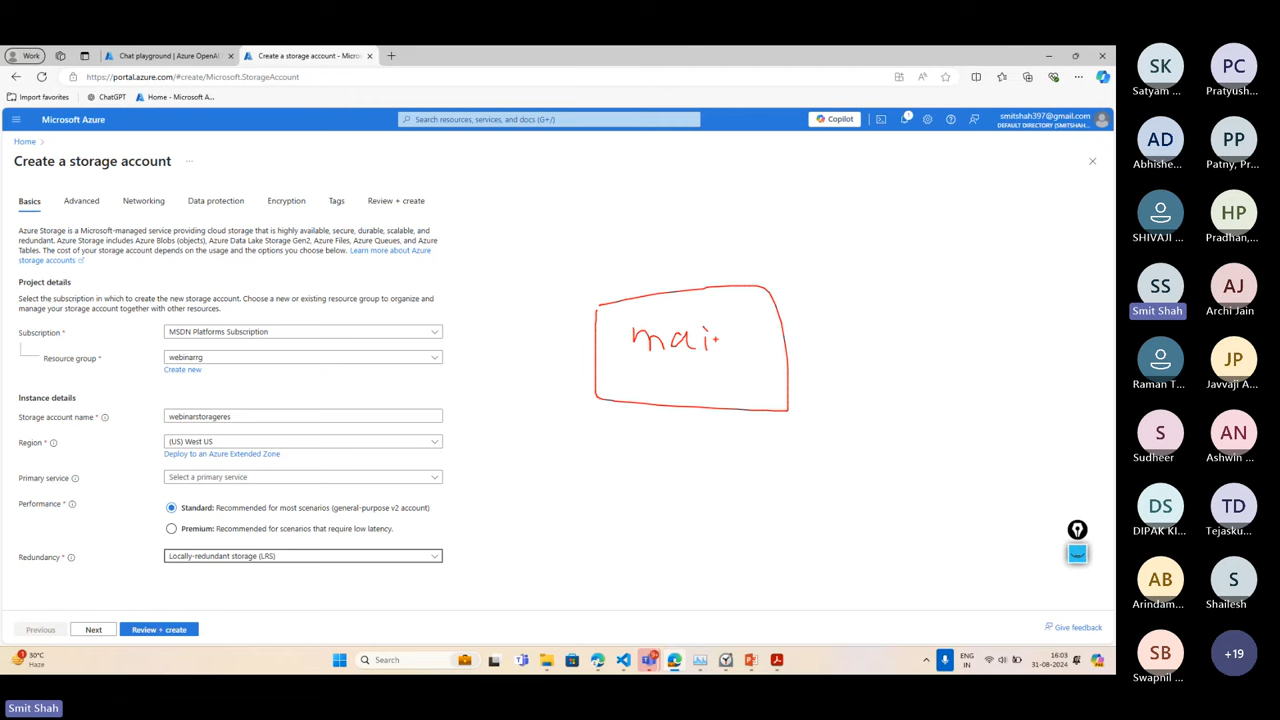 Work
Chat playground | Azure OpenAI
Create a storage account - Micros
https://portal.azure.com/#create/Microsoft.StorageAccount
Import favorites
ChatGPT
Home - Microsoft A...
Microsoft Azure
Search resources, services, and docs (G+/)
Copilot
1
smitshah397@gmail.com
DEFAULT DIRECTORY (SMITSHAH...
Home
Create a storage account
...
Basics
Advanced
Networking
Data protection
Encryption
Tags
Review + create
Azure Storage is a Microsoft-managed service providing cloud storage that is highly available, secure, durable, scalable, and
redundant. Azure Storage includes Azure Blobs (objects), Azure Data Lake Storage Gen2, Azure Files, Azure Queues, and Azure
Tables. The cost of your storage account depends on the usage and the options you choose below. Learn more about Azure
storage accounts
Project details
Select the subscription in which to create the new storage account. Choose a new or existing resource group to organize and
manage your storage account together with other resources.
Subscription *
MSDN Platforms Subscription
Resource group *
webinarrg
Create new
Instance details
Storage account name *
webinarstorageres
Region *
(US) West US
Deploy to an Azure Extended Zone
Primary service
Select a primary service
Performance *
Standard: Recommended for most scenarios (general-purpose v2 account)
Premium: Recommended for scenarios that require low latency.
Redundancy *
Locally-redundant storage (LRS)
Previous
Next
Review + create
Give feedback
mai
1
30°C
Haze
Search
ENG
IN
16:03
31-08-2024
Smit Shah
SK
Satyam ...
PC
Pratyush...
AD
Abhishe...
PP
Patny, Pr...
SHIVAJI ...
HP
Pradhan,...
SS
Smit Shah
AJ
Archi Jain
Raman T...
JP
Javvaji A...
S
Sudheer
AN
Ashwin ...
DS
DIPAK KI...
TD
Tejasku...
AB
Arindam...
S
Shailesh
SB
Swapnil ...
+19